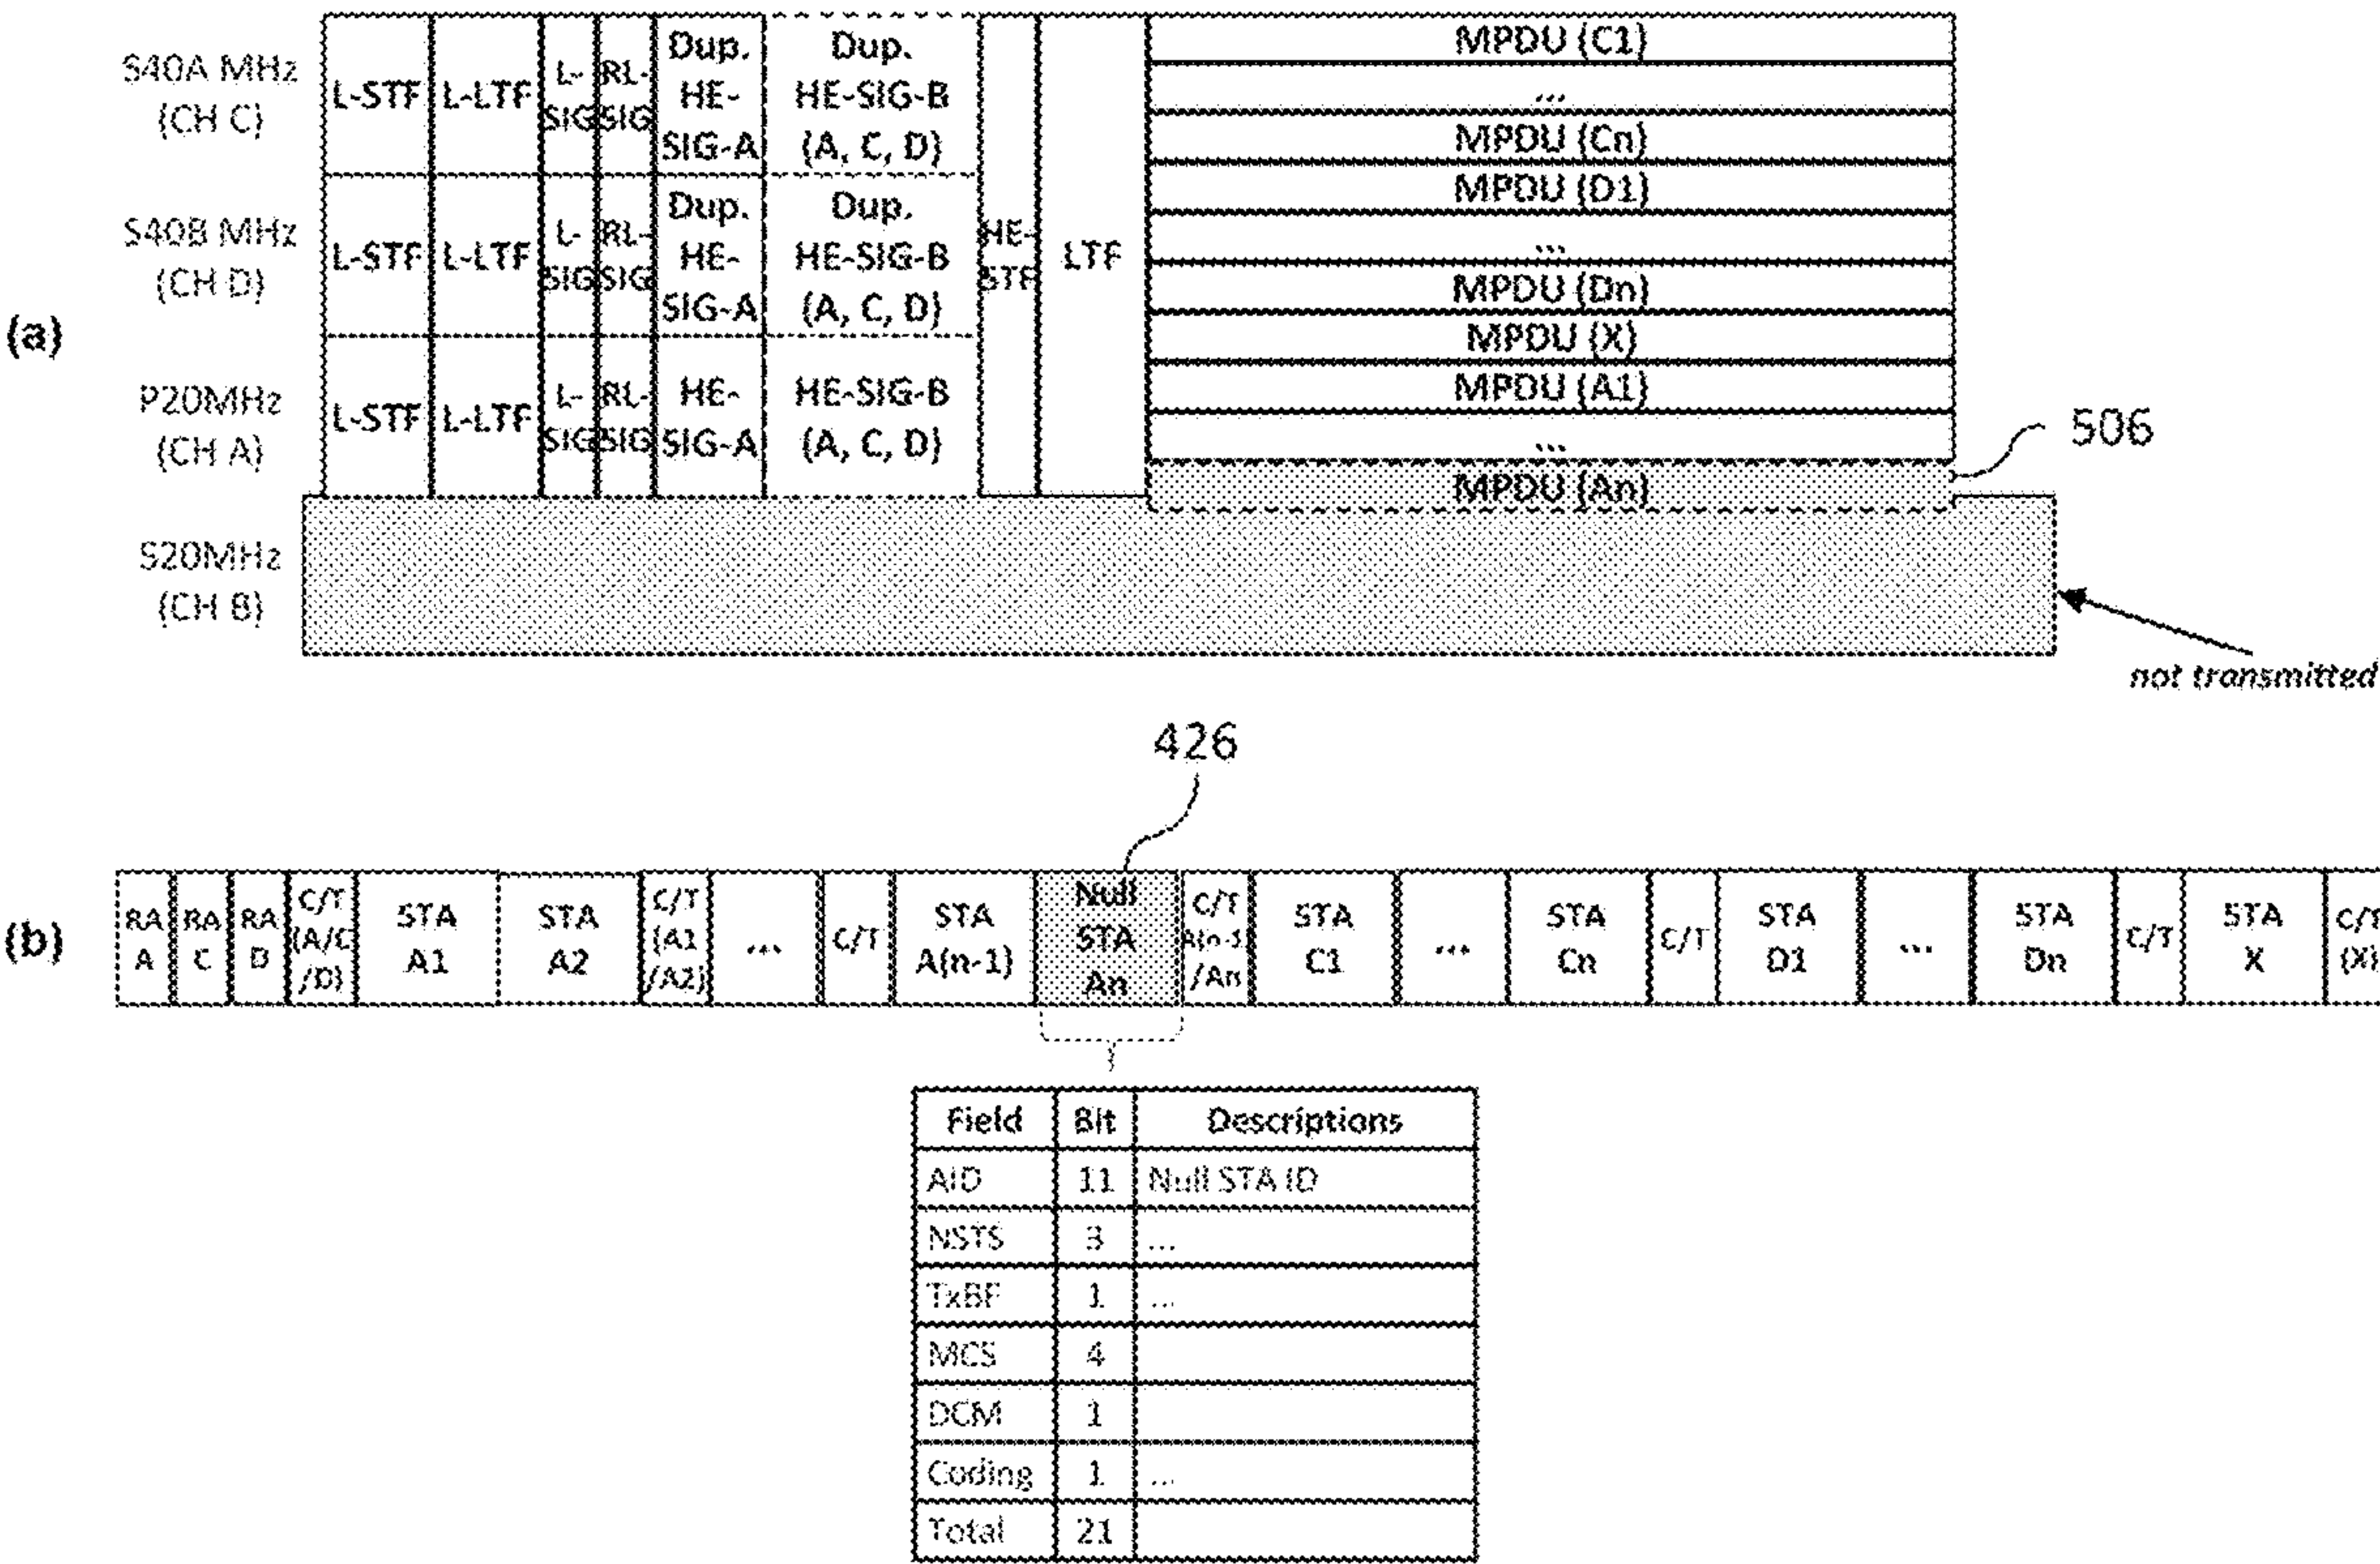 (a)
S40A MHz
(CH C)
L-STF
L-LTF
L-
SIG
RL-
SIG
Dup.
HE-
SIG-A
Dup.
HE-SIG-B
(A, C, D)
S40B MHz
(CH D)
L-STF
L-LTF
L-
SIG
RL-
SIG
Dup.
HE-
SIG-A
Dup.
HE-SIG-B
(A, C, D)
P20MHz
(CH A)
L-STF
L-LTF
L-
SIG
RL-
SIG
HE-
SIG-A
HE-SIG-B
(A, C, D)
HE-
STF
LTF
MPDU (C1)
...
MPDU (Cn)
MPDU (D1)
...
MPDU (Dn)
MPDU (X)
MPDU (A1)
...
MPDU (An)
506
S20MHz
(CH B)
not transmitted
426
(b)
RA
A
RA
C
RA
D
C/T
(A/C
/D)
STA
A1
STA
A2
C/T
(A1
/A2)
...
C/T
STA
A(n-1)
Null
STA
An
C/T
A(n-1)
/An
STA
C1
...
STA
Cn
C/T
STA
D1
...
STA
Dn
C/T
STA
X
C/T
(X)
Field Bit Descriptions
AID 11 Null STA ID
NSTS 3 ...
TxBF 1 ...
MCS 4
DCM 1
Coding 1 ...
Total 21